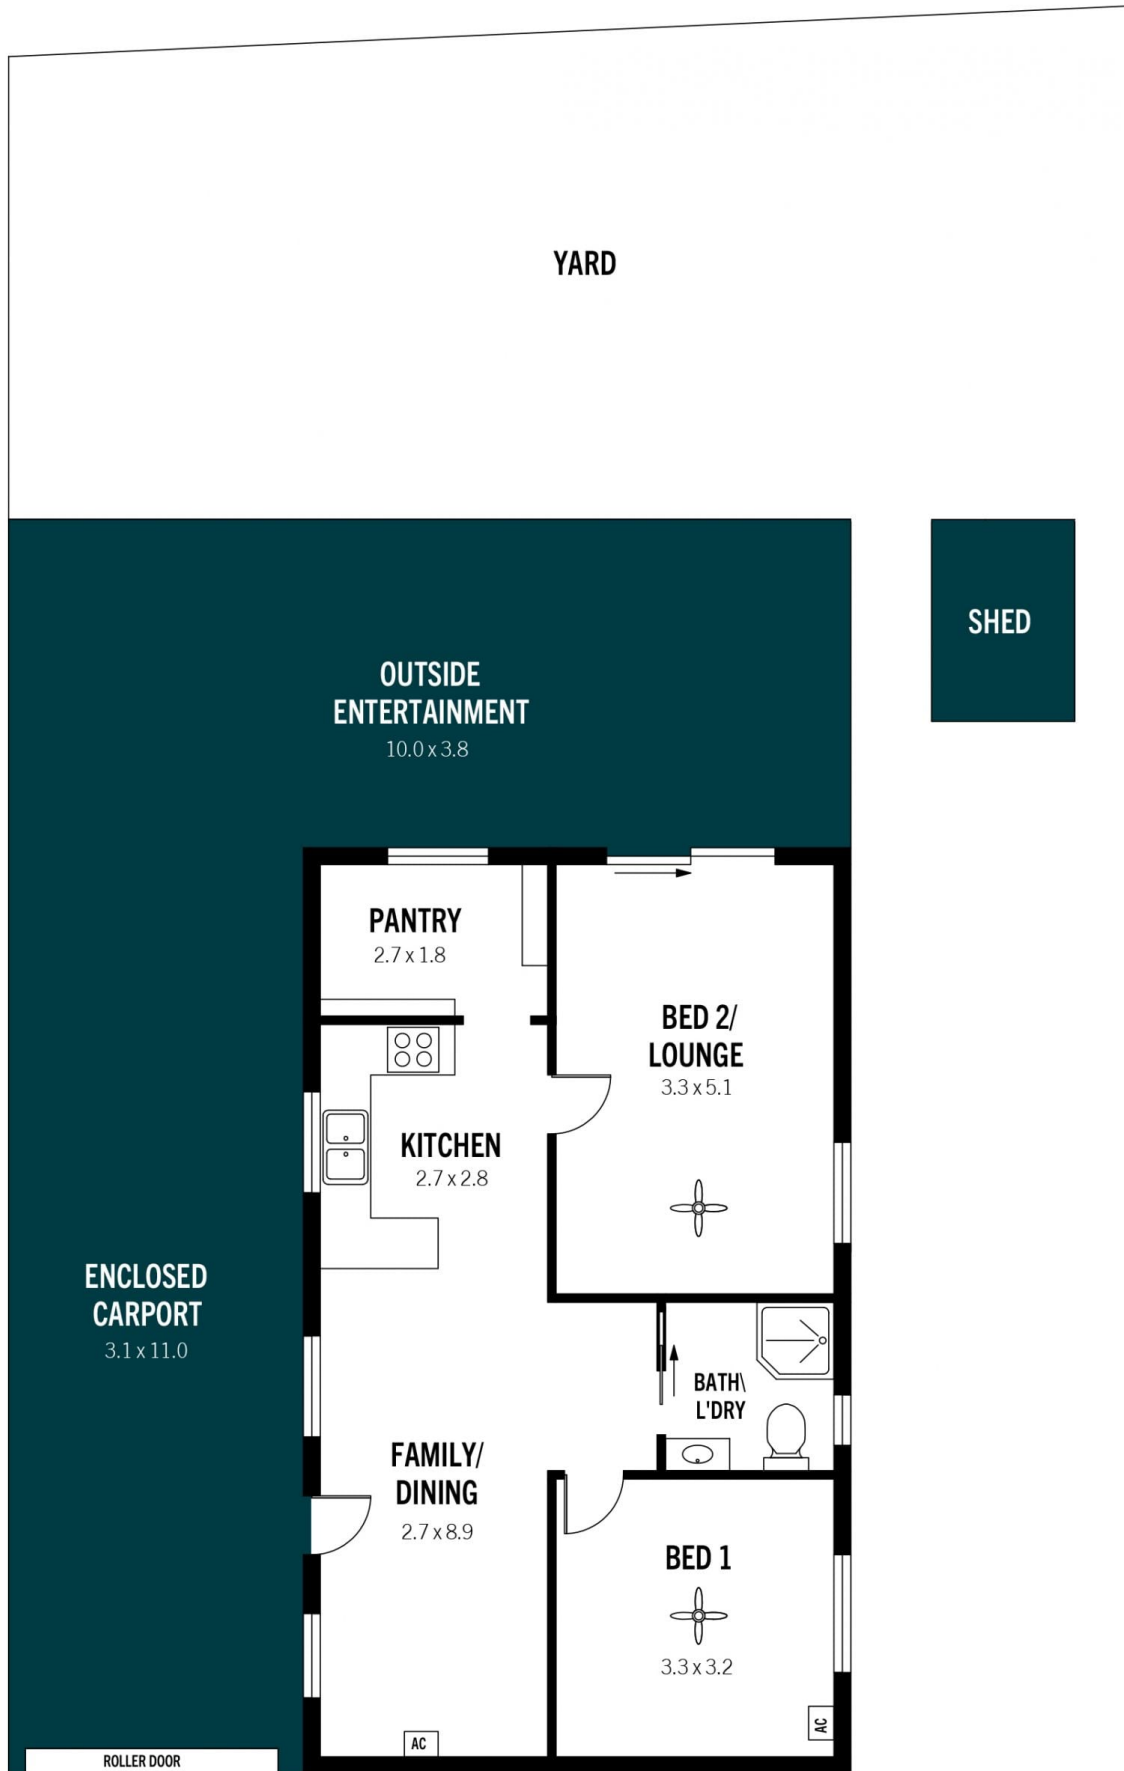 YARD
SHED
OUTSIDE
ENTERTAINMENT
10.0 x 3.8
PANTRY
2.7 x 1.8
BED 2/
LOUNGE
3.3 x 5.1
KITCHEN
2.7 x 2.8
ENCLOSED
CARPORT
3.1 x 11.0
BATH\
L'DRY
FAMILY/
DINING
2.7 x 8.9
BED 1
3.3 x 3.2
AC
AC
ROLLER DOOR